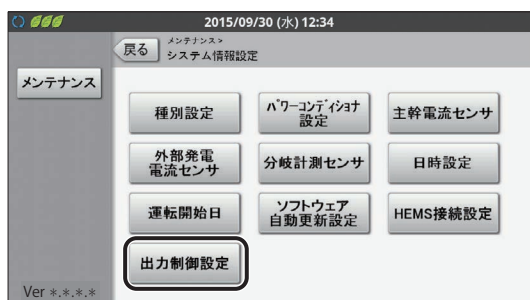 2015/09/30 (水) 12:34
戻る
メンテナンス>
システム情報設定
メンテナンス
種別設定
パワーコンディショナ
設定
主幹電流センサ
外部発電
電流センサ
分岐計測センサ
日時設定
運転開始日
ソフトウェア
自動更新設定
HEMS接続設定
出力制御設定
Ver *.*.*.*